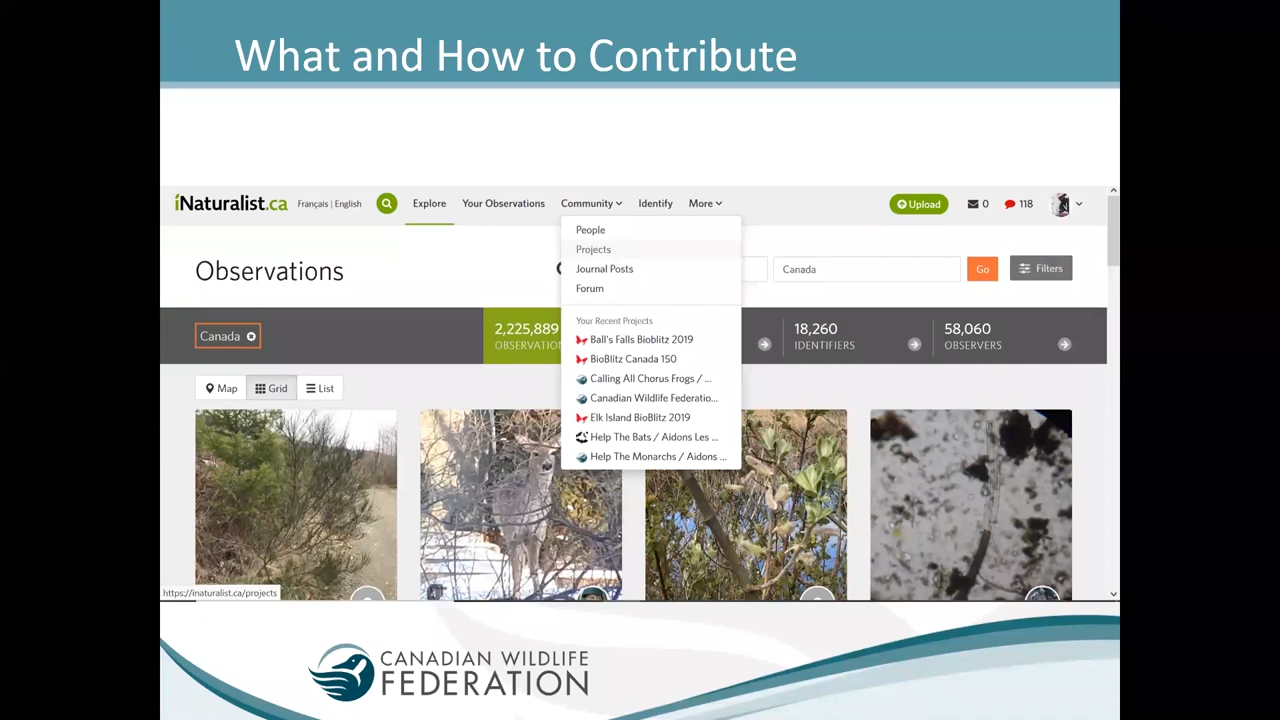 What and How to Contribute
iNaturalist.ca Français | English Explore Your Observations Community Identify More Upload 0 118
People
Projects
Journal Posts
Forum
Observations
Canada Go Filters
Your Recent Projects
Ball's Falls Bioblitz 2019
BioBlitz Canada 150
Calling All Chorus Frogs / ...
Canadian Wildlife Federatio...
Elk Island BioBlitz 2019
Help The Bats / Aidons Les ...
Help The Monarchs / Aidons ...
Canada
2,225,889
18,260
IDENTIFIERS
58,060
OBSERVERS
Map Grid List
https://inaturalist.ca/projects
CANADIAN WILDLIFE
FEDERATION